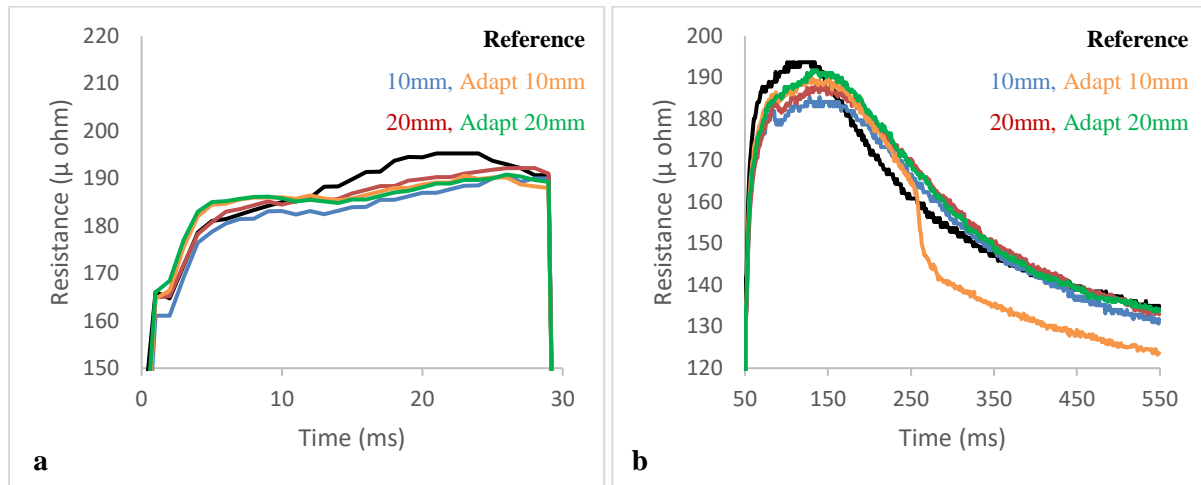 220
210
200
190
180
170
160
150
Resistance (µ ohm)
0
10
20
30
Time (ms)
Reference
10mm, Adapt 10mm
20mm, Adapt 20mm
a
200
190
180
170
160
150
140
130
120
Resistance (µ ohm)
50
150
250
350
450
550
Time (ms)
Reference
10mm, Adapt 10mm
20mm, Adapt 20mm
b